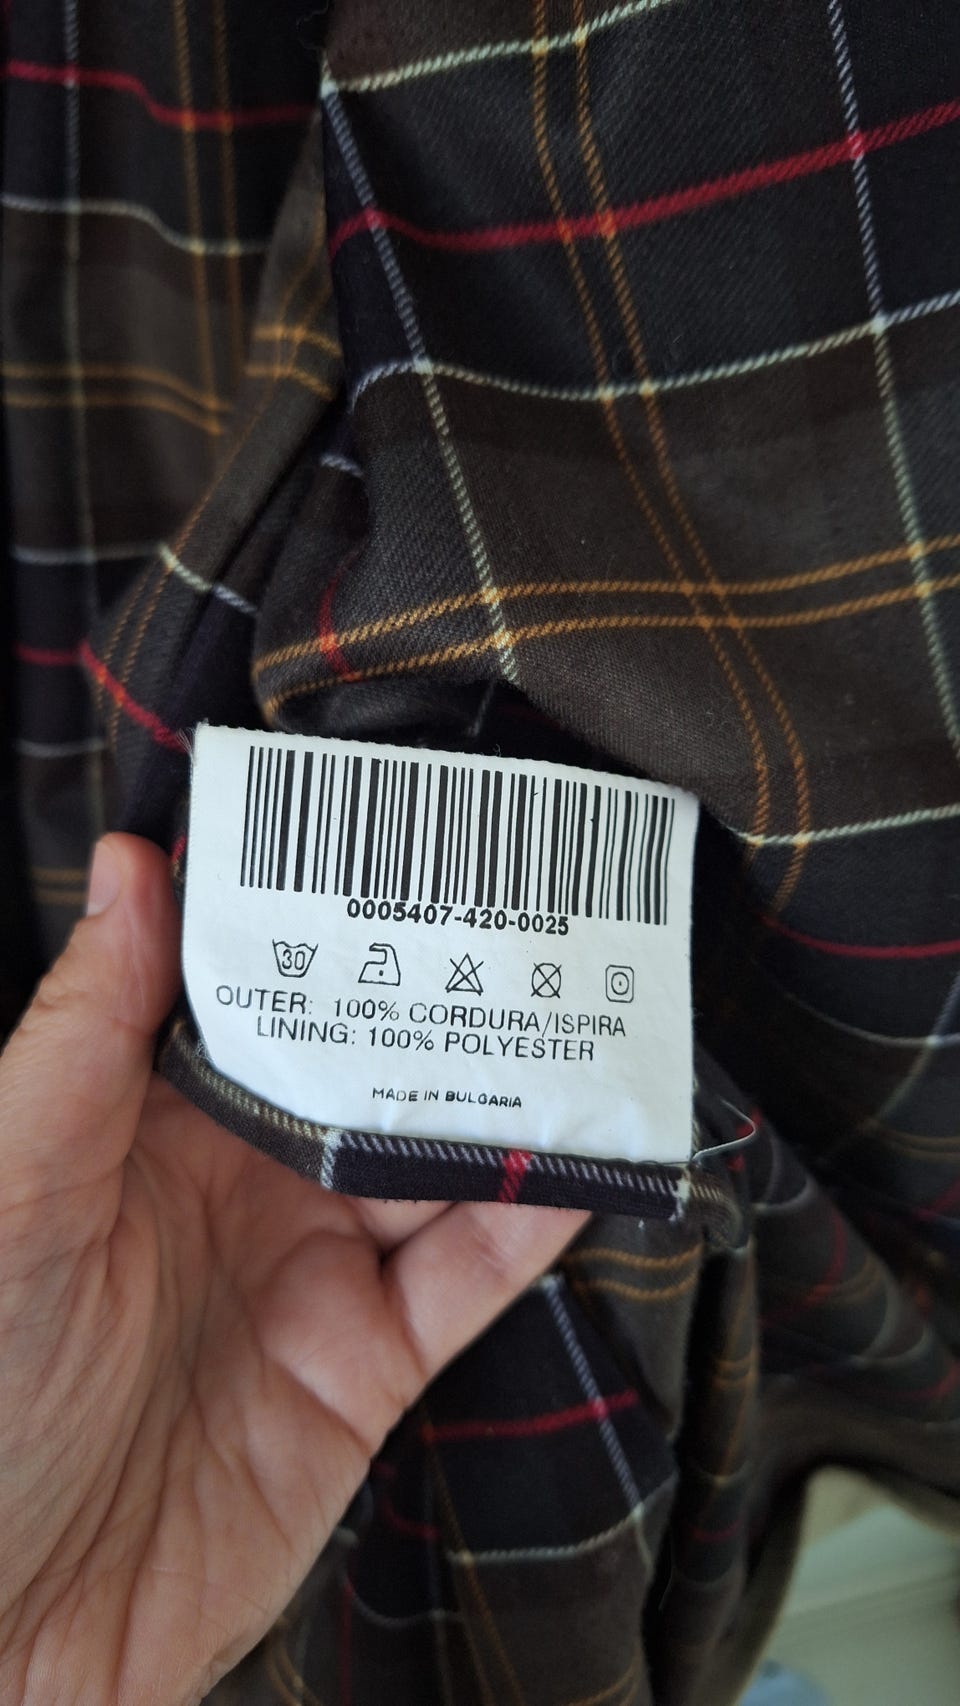 0005407-420-0025
30
OUTER: 100% CORDURA/ISPIRA
LINING: 100% POLYESTER
MADE IN BULGARIA